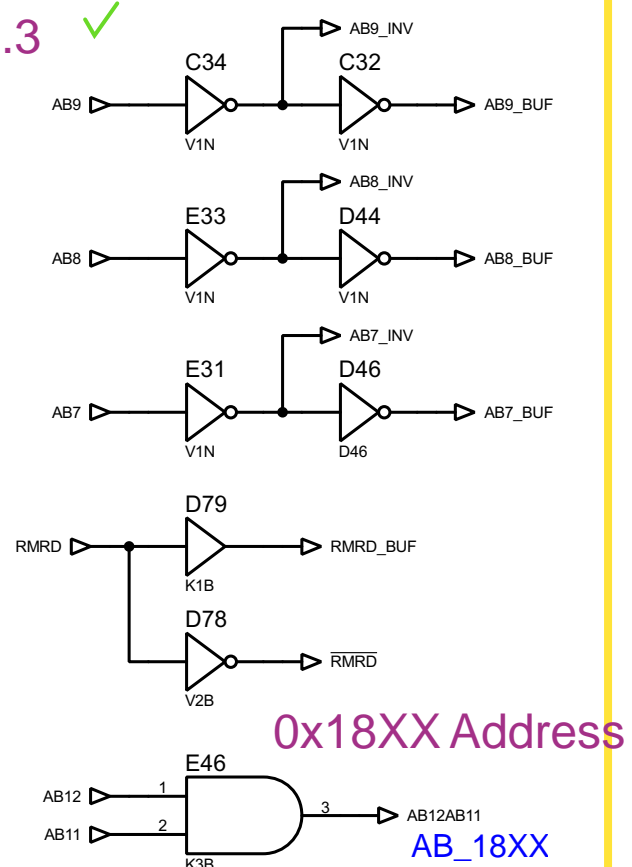 .3
AB9_INV
C34
C32
AB9
AB9_BUF
V1N
V1N
AB8_INV
E33
D44
AB8
AB8_BUF
V1N
V1N
AB7_INV
E31
D46
AB7
AB7_BUF
V1N
D46
D79
RMRD
RMRD_BUF
K1B
D78
RMRD
V2B
0x18XX Address
E46
AB12
1
3
AB12AB11
AB11
2
AB_18XX
K3B